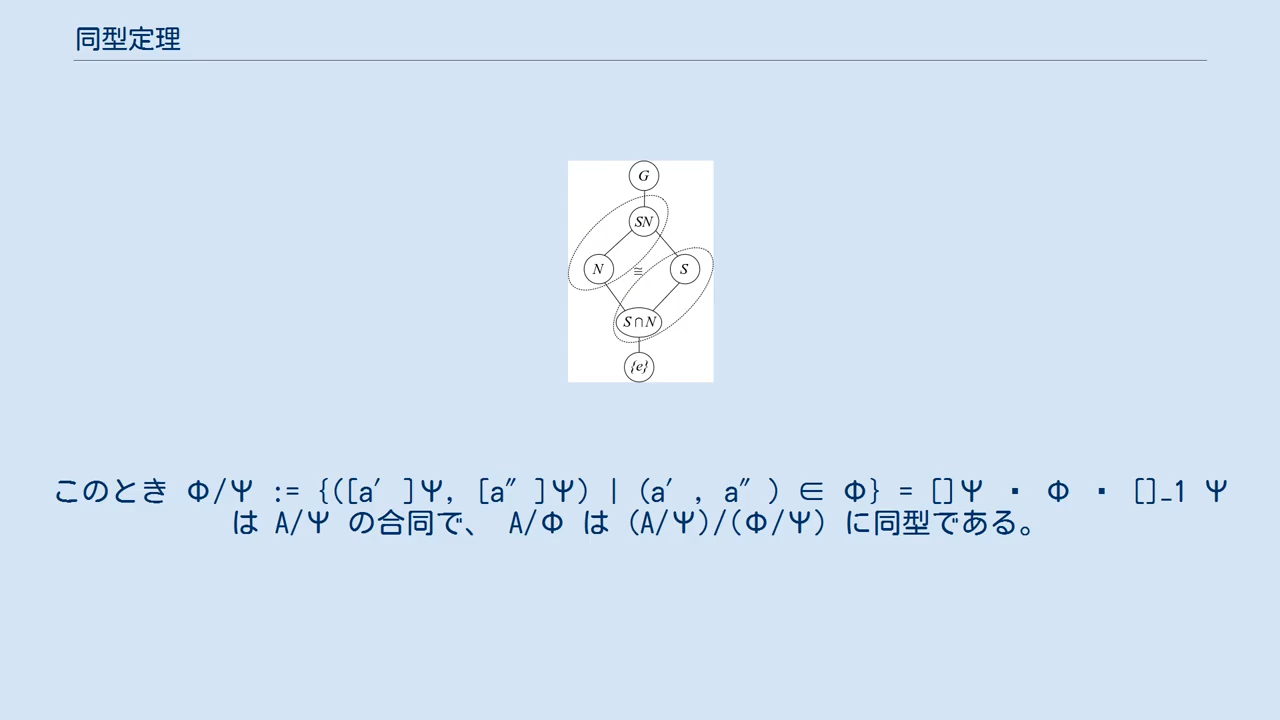 同型定理
G
SN
N
≅
S
S∩N
{e}
このとき Φ/Ψ := {([a′ ]Ψ, [a″ ]Ψ) | (a′ , a″ ) ∈ Φ} = []Ψ ∘ Φ ∘ []_1 Ψ
は A/Ψ の合同で、 A/Φ は (A/Ψ)/(Φ/Ψ) に同型である。